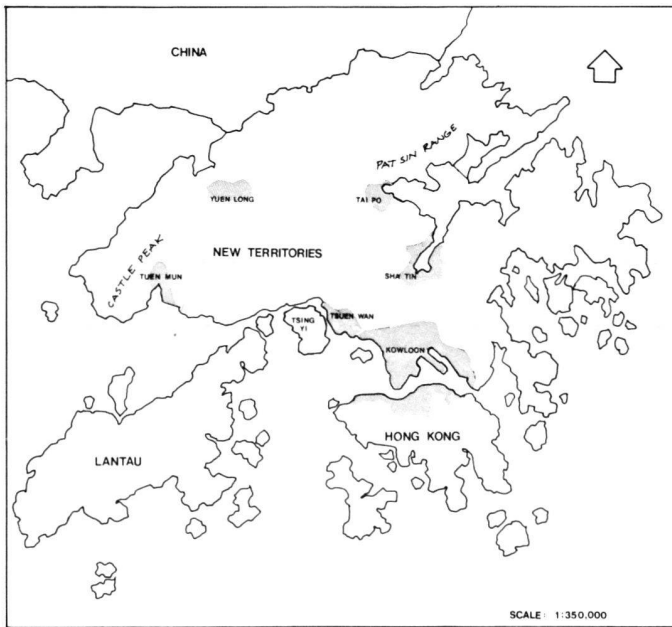 CHINA
PAT SIN RANGE
YUEN LONG
TAI PO
NEW TERRITORIES
CASTLE PEAK
TUEN MUN
SHA TIN
TSING
YI
TSUEN WAN
KOWLOON
HONG KONG
LANTAU
SCALE: 1:350,000